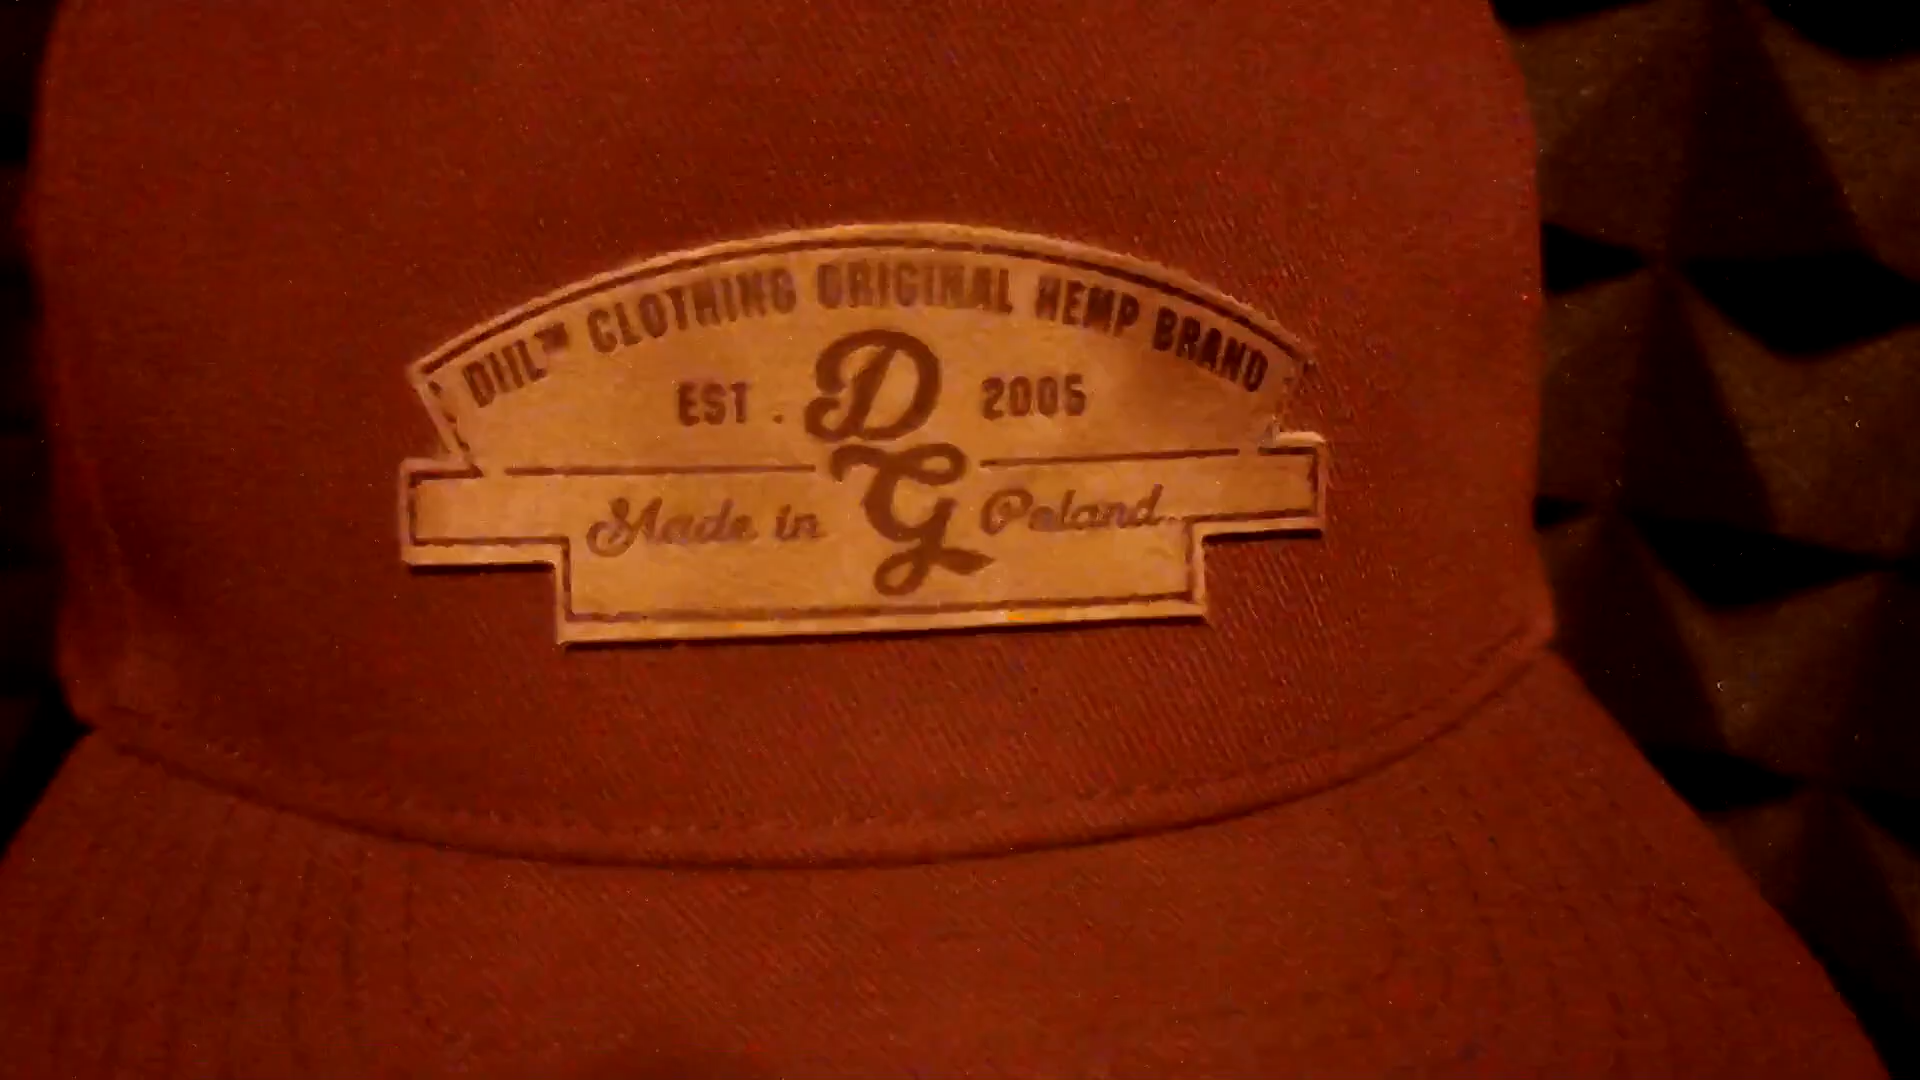 DIIL™ CLOTHING ORIGINAL HEMP BRAND
EST. D 2005
Made in G Poland